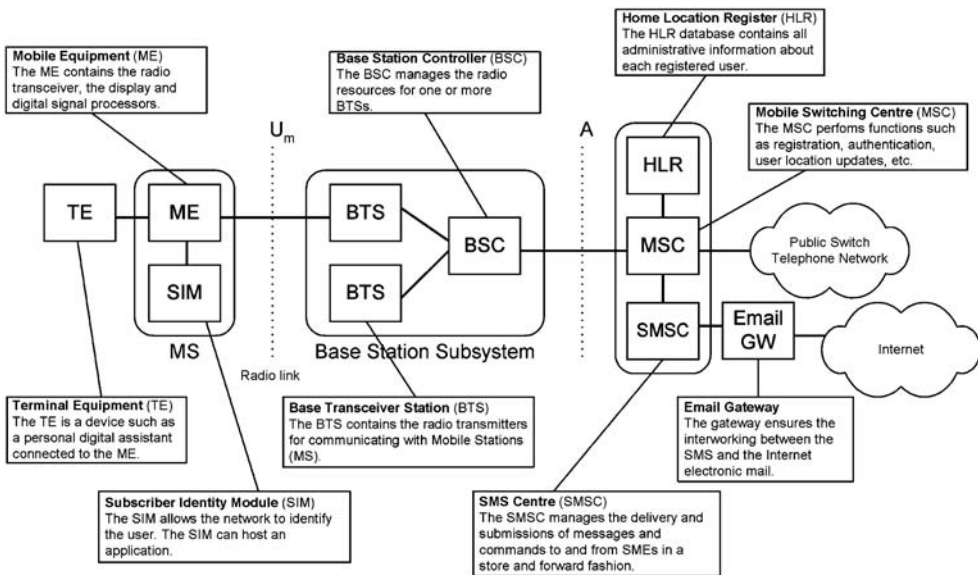 Home Location Register (HLR)
The HLR database contains all
administrative information about
each registered user.
Mobile Equipment (ME)
The ME contains the radio
transceiver, the display and
digital signal processors.
Base Station Controller (BSC)
The BSC manages the radio
resources for one or more
BTSs.
Mobile Switching Centre (MSC)
The MSC perfoms functions such
as registration, authentication,
user location updates, etc.
Um
A
TE
ME
SIM
MS
BTS
BTS
BSC
Base Station Subsystem
HLR
MSC
SMSC
Email
GW
Public Switch
Telephone Network
Internet
Radio link
Terminal Equipment (TE)
The TE is a device such as
a personal digital assistant
connected to the ME.
Base Transceiver Station (BTS)
The BTS contains the radio transmitters
for communicating with Mobile Stations
(MS).
Email Gateway
The gateway ensures the
interworking between the
SMS and the Internet
electronic mail.
Subscriber Identity Module (SIM)
The SIM allows the network to identify
the user. The SIM can host an
application.
SMS Centre (SMSC)
The SMSC manages the delivery and
submissions of messages and
commands to and from SMEs in a
store and forward fashion.